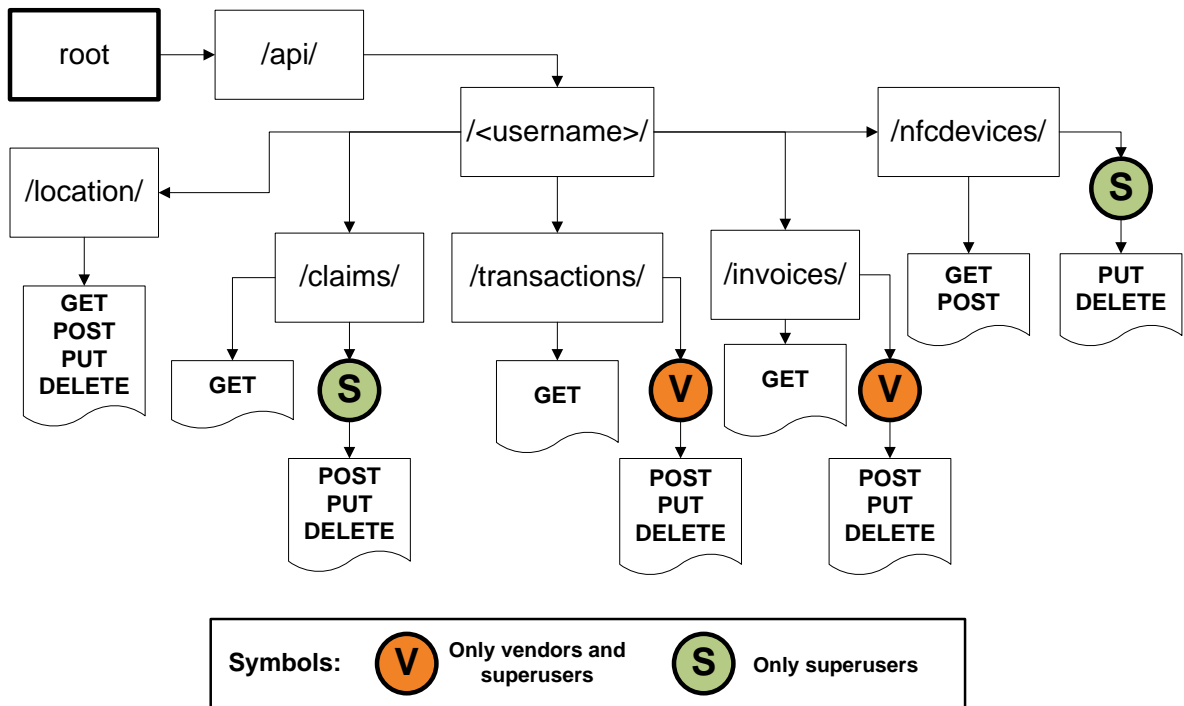 root
/api/
/<username>/
/nfcdevices/
/location/
/claims/
/transactions/
/invoices/
S
GET
POST
PUT
DELETE
GET
POST
PUT
DELETE
GET
S
GET
V
GET
V
POST
PUT
DELETE
POST
PUT
DELETE
POST
PUT
DELETE
Symbols:
V
Only vendors and
superusers
S
Only superusers